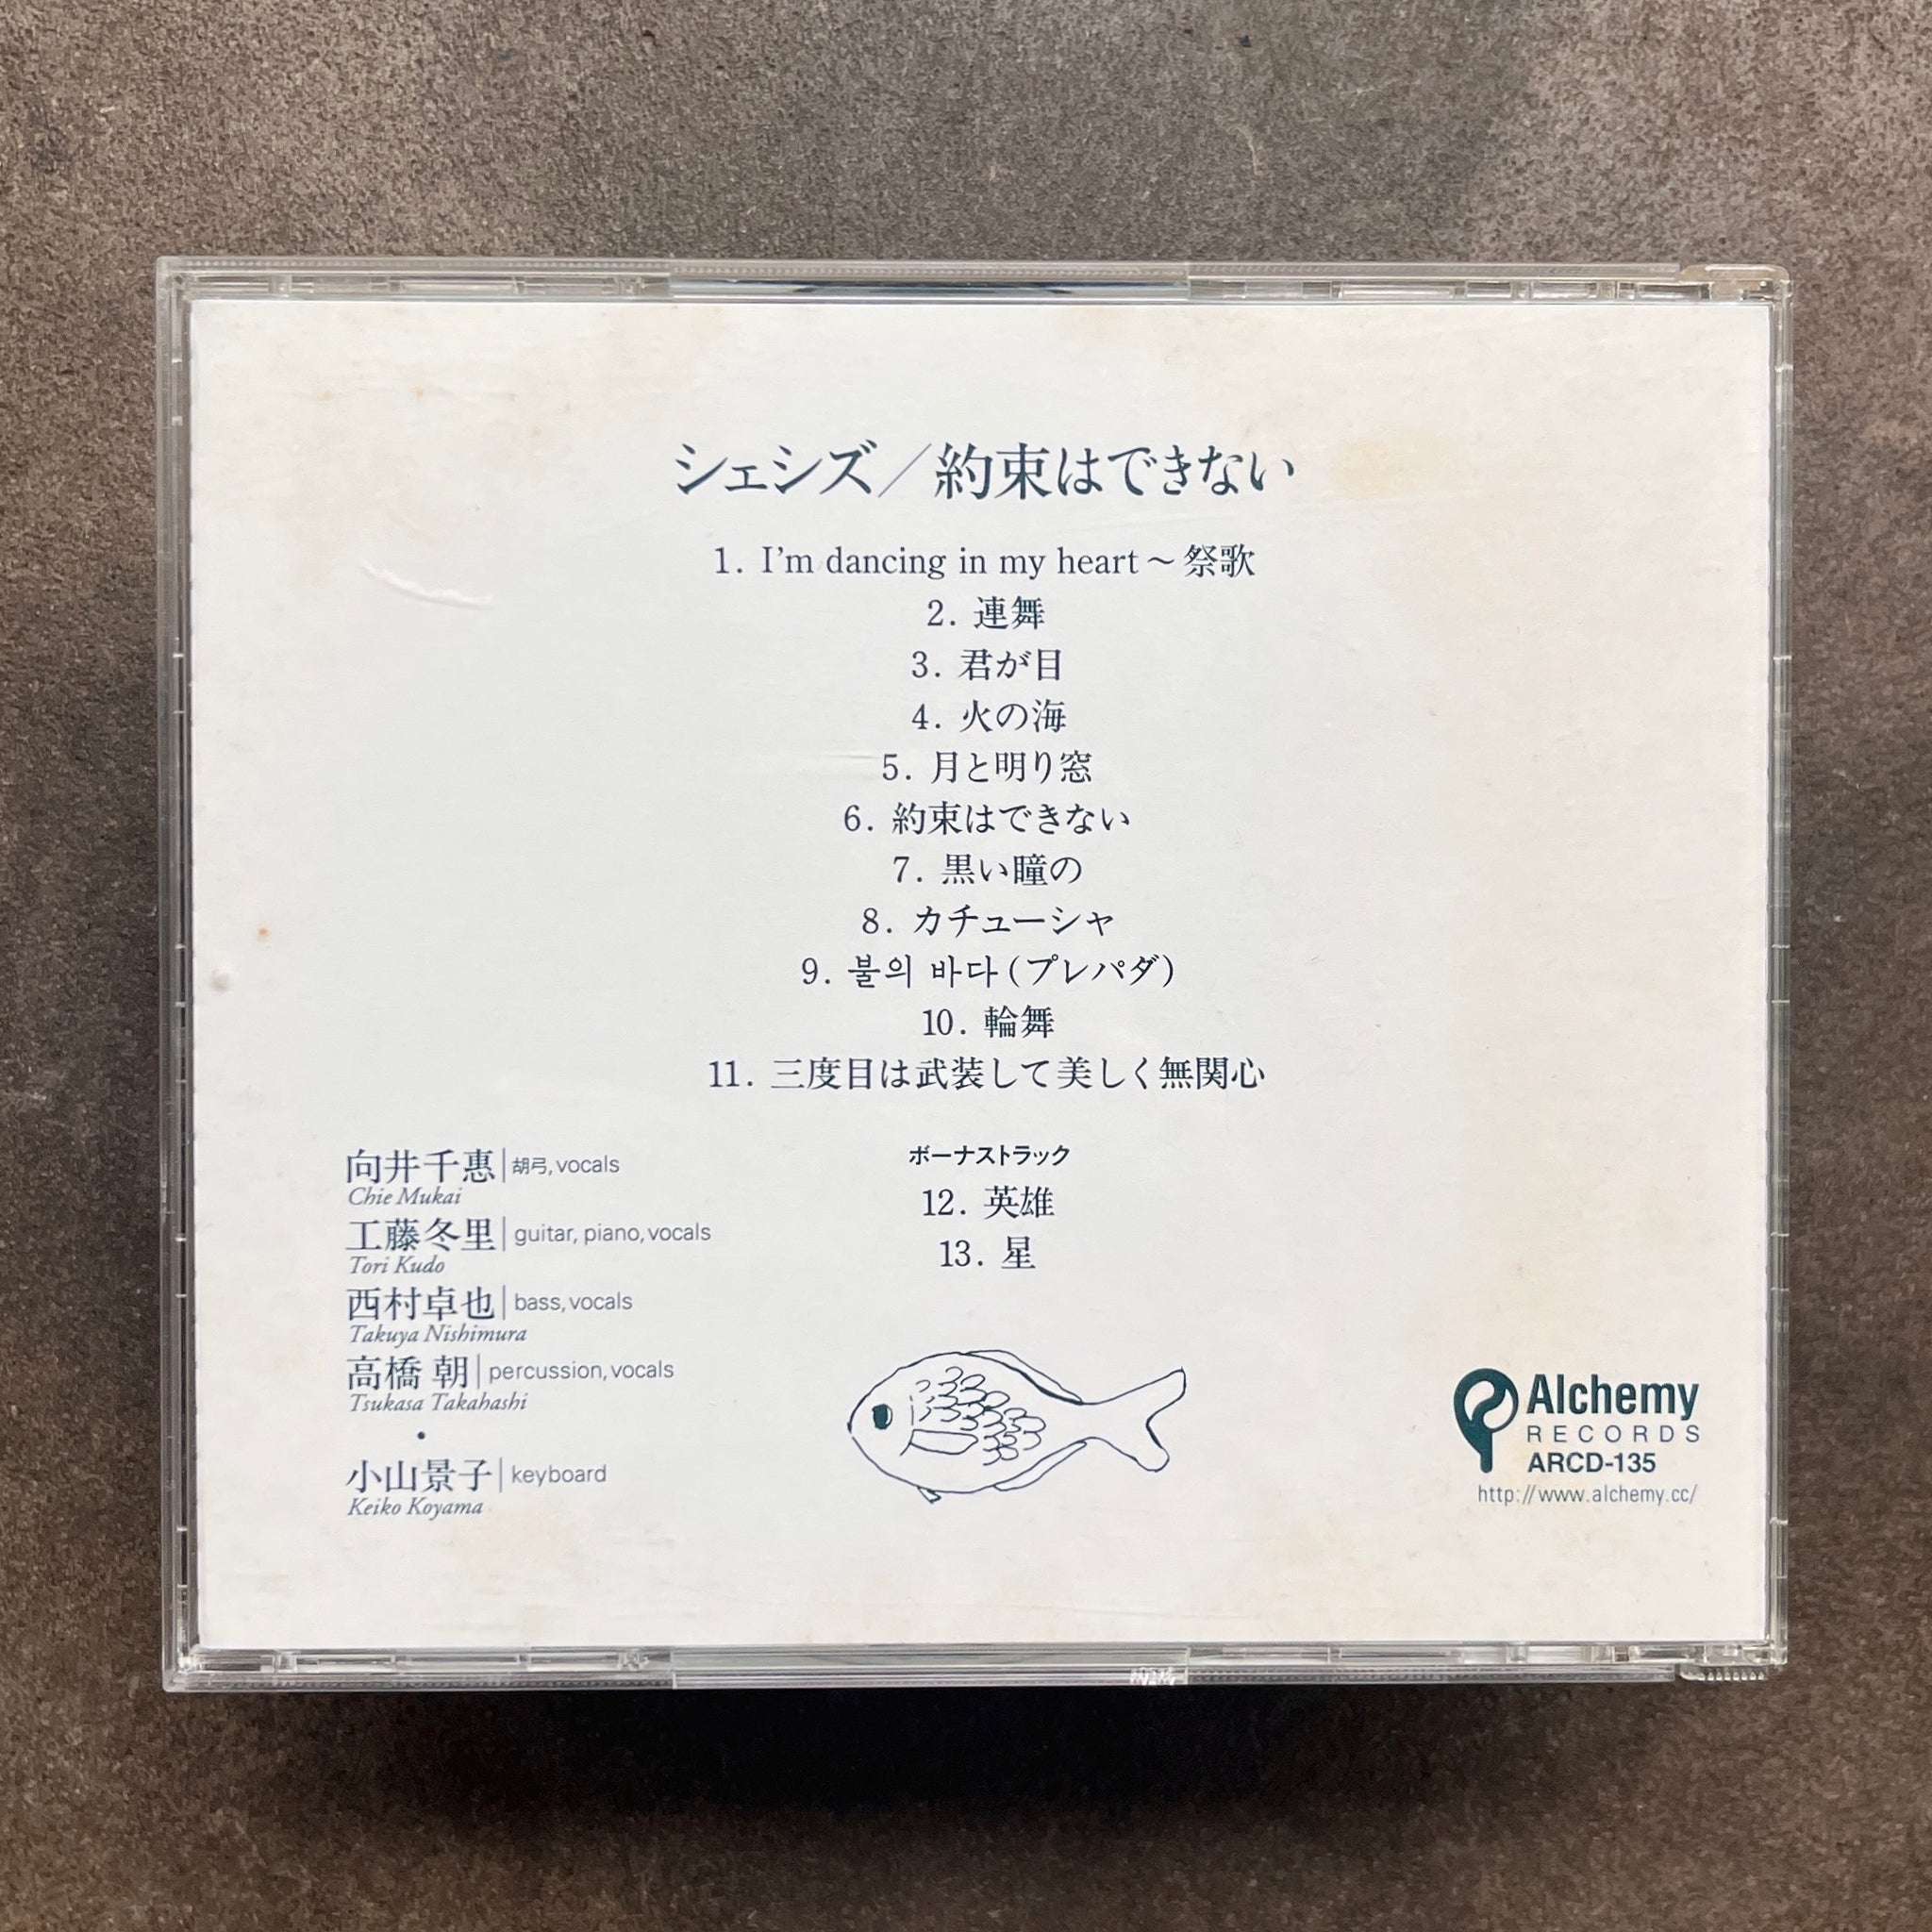 シェシズ／約束はできない
1. I'm dancing in my heart～祭歌
2. 連舞
3. 君が目
4. 火の海
5. 月と明り窓
6. 約束はできない
7. 黒い瞳の
8. カチューシャ
9. 불의 바다(プレパダ)
10. 輪舞
11. 三度目は武装して美しく無関心
ボーナストラック
12. 英雄
13. 星
向井千惠|胡弓, vocals
Chie Mukai
工藤冬里|guitar, piano, vocals
Tori Kudo
西村卓也|bass, vocals
Takuya Nishimura
高橋 朝|percussion, vocals
Tsukasa Takahashi
•
小山景子|keyboard
Keiko Koyama
Alchemy
RECORDS
ARCD-135
http://www.alchemy.cc/